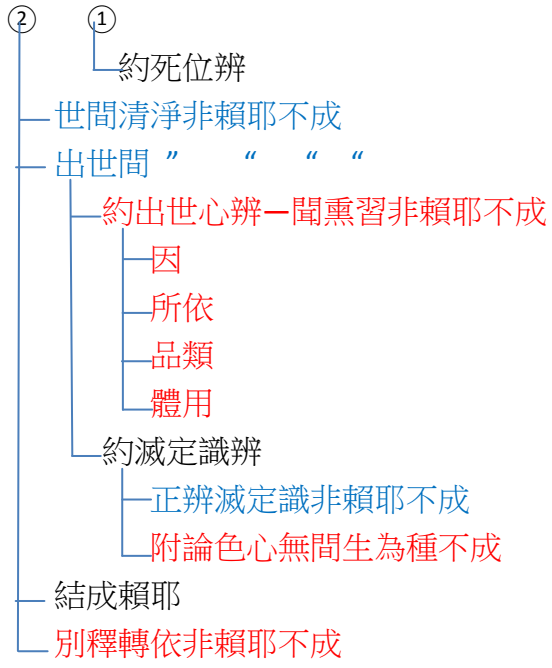 ② ①
約死位辨
世間清淨非賴耶不成
出世間 ” “ “ “
約出世心辨—聞熏習非賴耶不成
因
所依
品類
體用
約滅定識辨
正辨滅定識非賴耶不成
附論色心無間生為種不成
結成賴耶
別釋轉依非賴耶不成